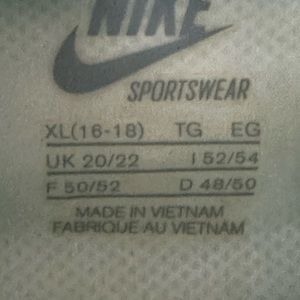 NIKE
SPORTSWEAR
XL(16-18) TG EG
UK 20/22 I 52/54
F 50/52 D 48/50
MADE IN VIETNAM
FABRIQUE AU VIETNAM